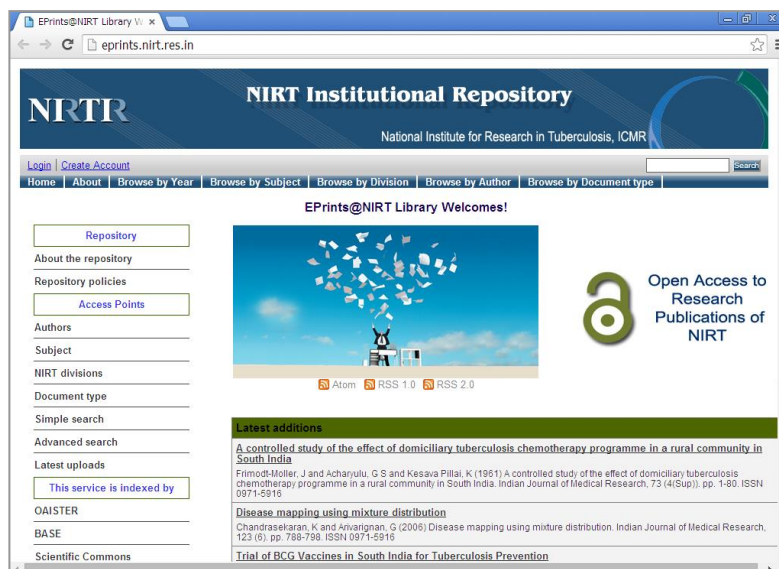 EPrints@NIRT Library W
eprints.nirt.res.in
NIRTIR
NIRT Institutional Repository
National Institute for Research in Tuberculosis, ICMR
Login | Create Account
Search
Home | About | Browse by Year | Browse by Subject | Browse by Division | Browse by Author | Browse by Document type
EPrints@NIRT Library Welcomes!
Repository
About the repository
Repository policies
Access Points
Authors
Subject
NIRT divisions
Document type
Simple search
Advanced search
Latest uploads
This service is indexed by
OAISTER
BASE
Scientific Commons
Open Access to
Research
Publications of
NIRT
Atom RSS 1.0 RSS 2.0
Latest additions
A controlled study of the effect of domiciliary tuberculosis chemotherapy programme in a rural community in
South India
Frimodt-Moller, J and Acharyulu, G S and Kesava Pillai, K (1961) A controlled study of the effect of domiciliary tuberculosis
chemotherapy programme in a rural community in South India. Indian Journal of Medical Research, 73 (4(Sup)). pp. 1-80. ISSN
0971-5916
Disease mapping using mixture distribution
Chandrasekaran, K and Arivarignan, G (2006) Disease mapping using mixture distribution. Indian Journal of Medical Research,
123 (6). pp. 788-798. ISSN 0971-5916
Trial of BCG Vaccines in South India for Tuberculosis Prevention